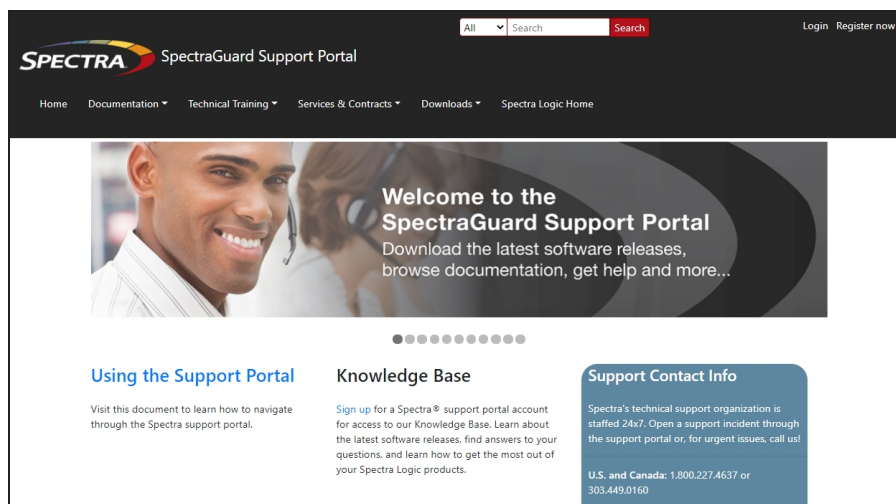 All Search Search Login Register now
SPECTRA SpectraGuard Support Portal
Home Documentation Technical Training Services & Contracts Downloads Spectra Logic Home
Welcome to the
SpectraGuard Support Portal
Download the latest software releases,
browse documentation, get help and more...
Using the Support Portal
Visit this document to learn how to navigate
through the Spectra support portal.
Knowledge Base
Sign up for a Spectra® support portal account
for access to our Knowledge Base. Learn about
the latest software releases, find answers to your
questions, and learn how to get the most out of
your Spectra Logic products.
Support Contact Info
Spectra's technical support organization is
staffed 24x7. Open a support incident through
the support portal or, for urgent issues, call us!
U.S. and Canada: 1.800.227.4637 or
303.449.0160